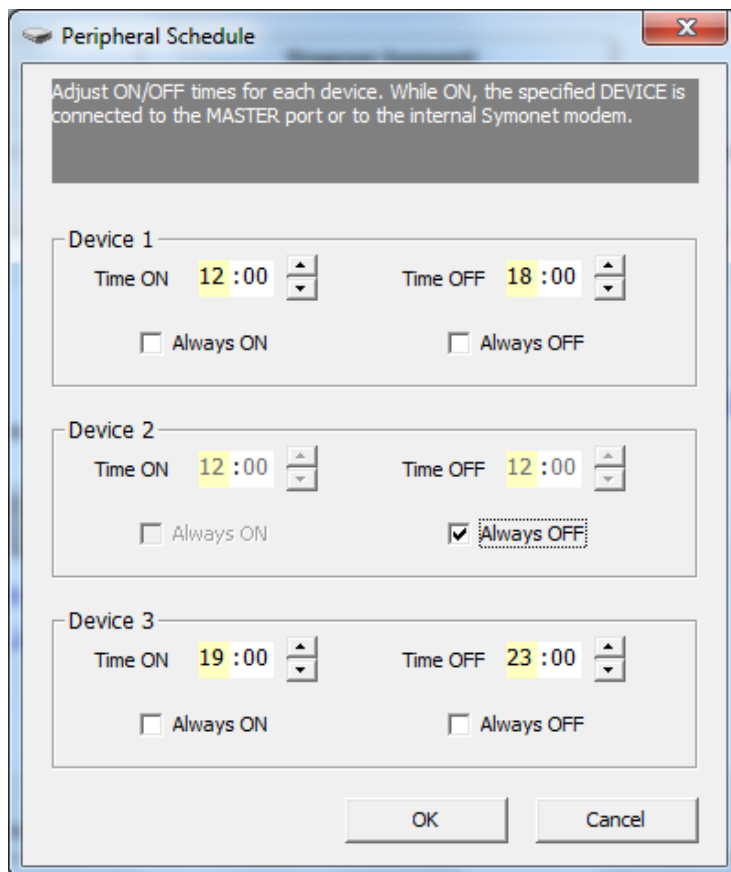 Peripheral Schedule
Adjust ON/OFF times for each device. While ON, the specified DEVICE is
connected to the MASTER port or to the internal Symonet modem.
Device 1
Time ON 12 :00 Time OFF 18 :00
Always ON Always OFF
Device 2
Time ON 12 :00 Time OFF 12 :00
Always ON Always OFF
Device 3
Time ON 19 :00 Time OFF 23 :00
Always ON Always OFF
OK Cancel